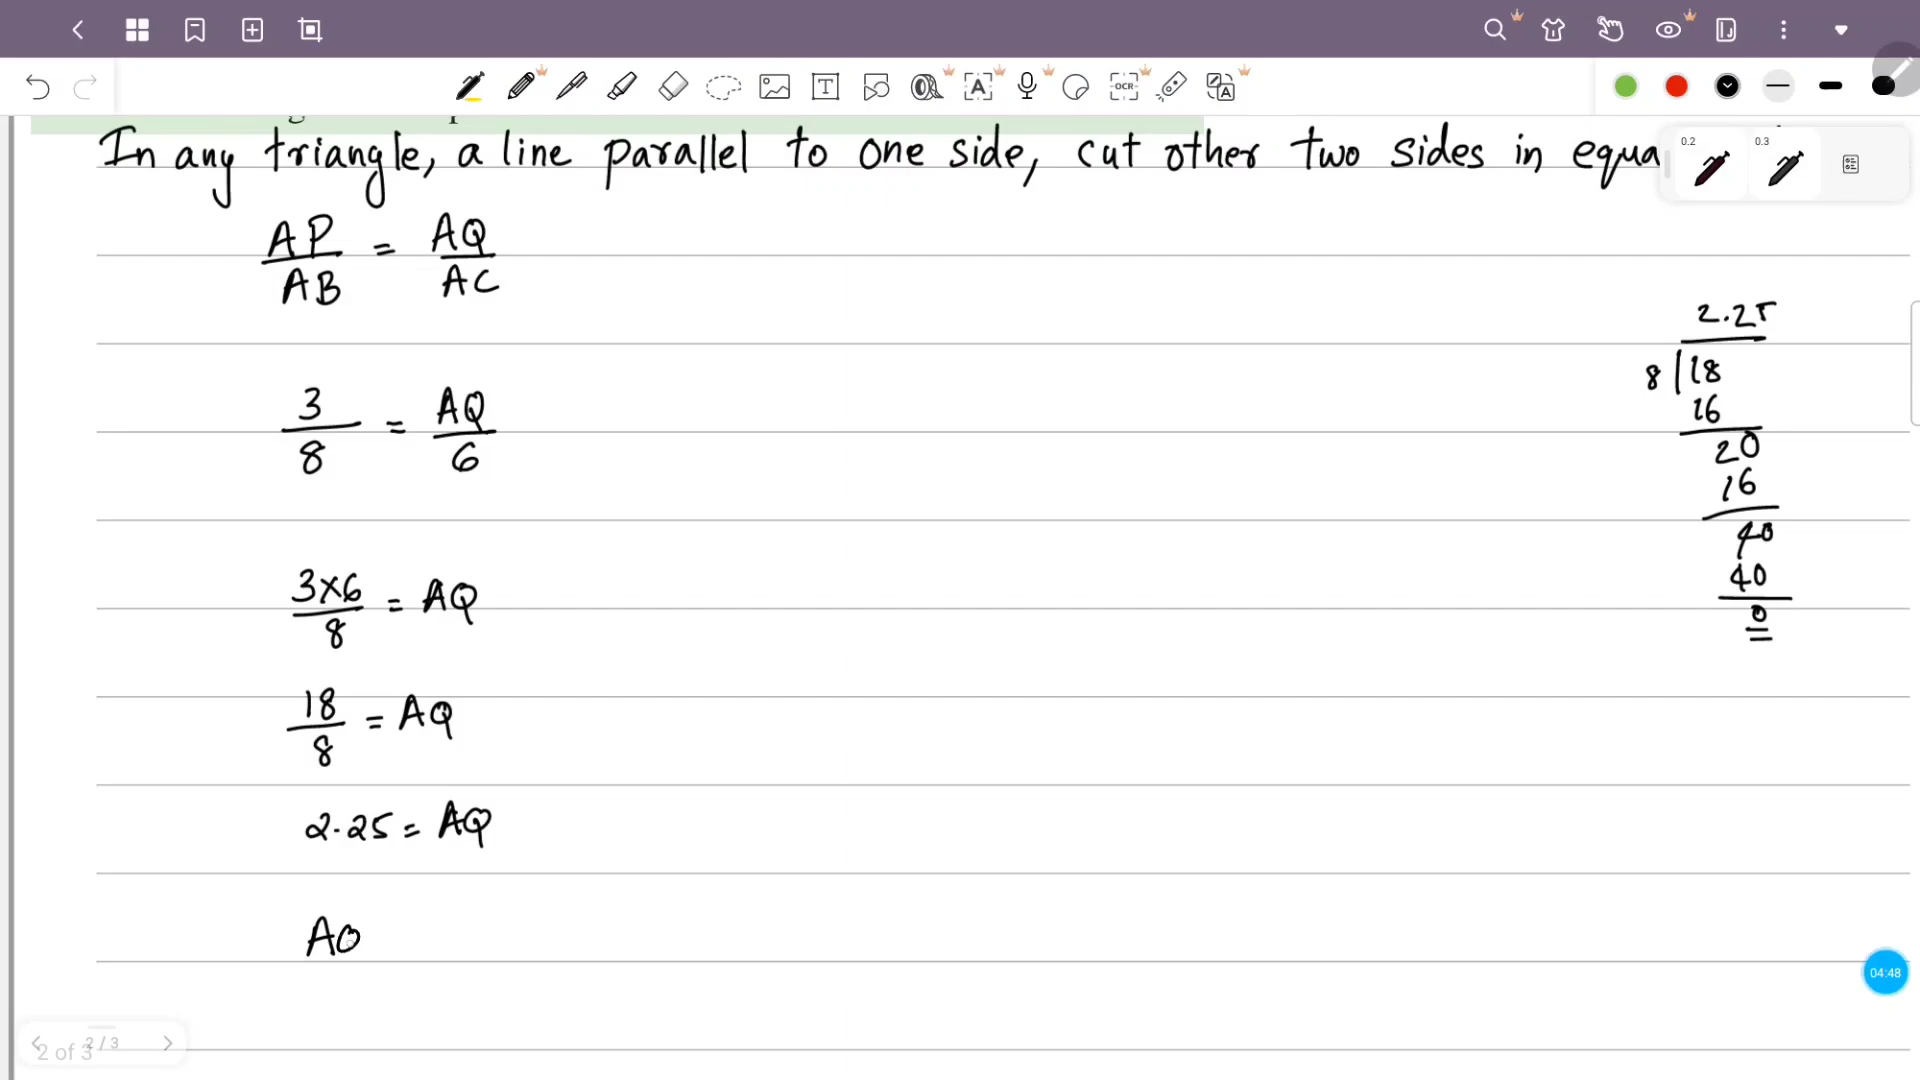 0.2 0.3
In any triangle, a line parallel to one side, cut other two sides in equa
AP/AB = AQ/AC
2.25
8 | 18
16
20
16
40
40
0
3/8 = AQ/6
3×6/8 = AQ
18/8 = AQ
2.25 = AQ
AQ
04:48
2 / 3
2 of 3